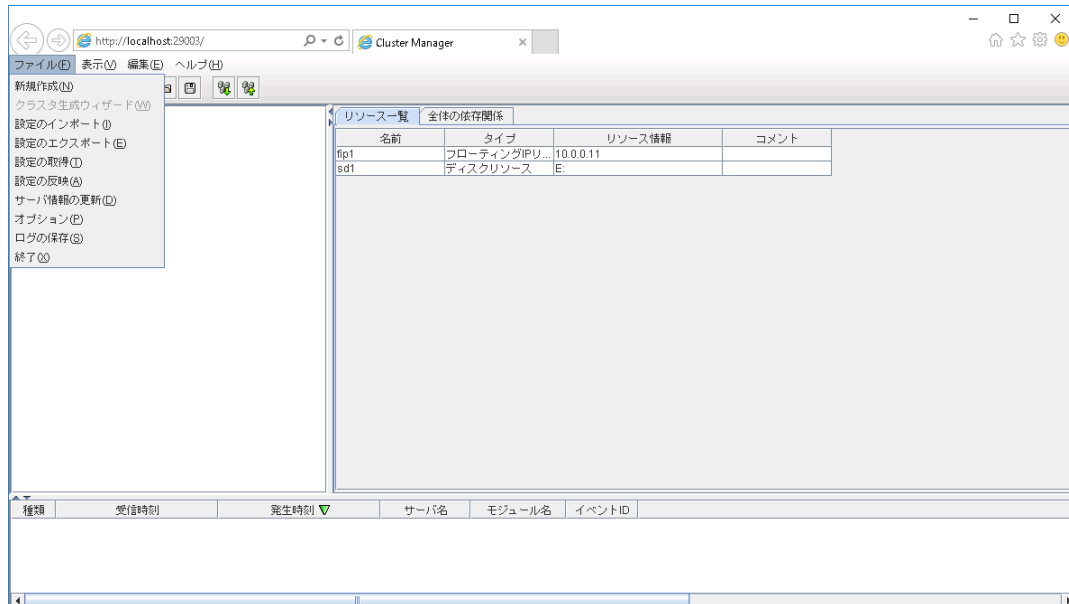 http://localhost:29003/
Cluster Manager
ファイル(F) 表示(V) 編集(E) ヘルプ(H)
新規作成(N)
クラスタ生成ウィザード(W)
設定のインポート(I)
設定のエクスポート(E)
設定の取得(T)
設定の反映(A)
サーバ情報の更新(D)
オプション(P)
ログの保存(S)
終了(X)
リソース一覧 全体の依存関係
名前 タイプ リソース情報 コメント
fip1 フローティングIPリ... 10.0.0.11
sd1 ディスクリソース E:
種類 受信時刻 発生時刻 サーバ名 モジュール名 イベントID